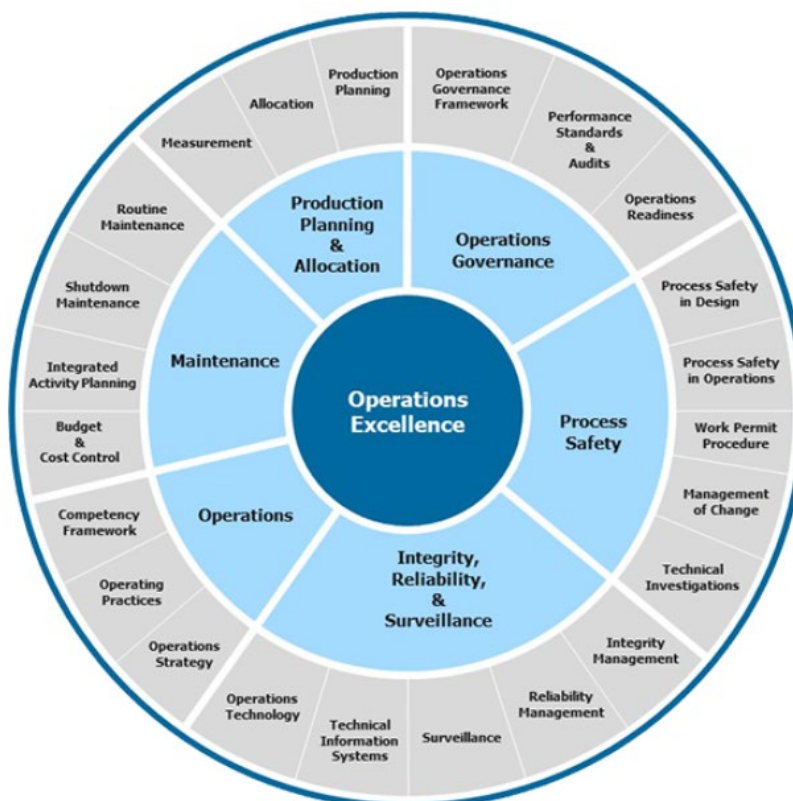 Operations
Excellence
Operations
Governance
Operations
Governance
Framework
Performance
Standards
&
Audits
Operations
Readiness
Process
Safety
Process Safety
in Design
Process Safety
in Operations
Work Permit
Procedure
Management
of Change
Technical
Investigations
Integrity,
Reliability,
&
Surveillance
Integrity
Management
Reliability
Management
Surveillance
Technical
Information
Systems
Operations
Technology
Operations
Operations
Strategy
Operating
Practices
Competency
Framework
Maintenance
Budget
&
Cost Control
Integrated
Activity Planning
Shutdown
Maintenance
Routine
Maintenance
Production
Planning
&
Allocation
Measurement
Allocation
Production
Planning